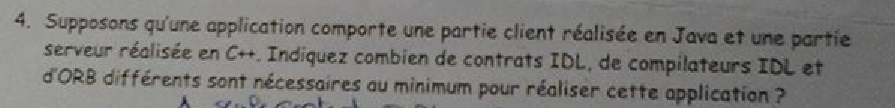 4. Supposons qu'une application comporte une partie client réalisée en Java et une partie
serveur réalisée en C++. Indiquez combien de contrats IDL, de compilateurs IDL et
d'ORB différents sont nécessaires au minimum pour réaliser cette application ?